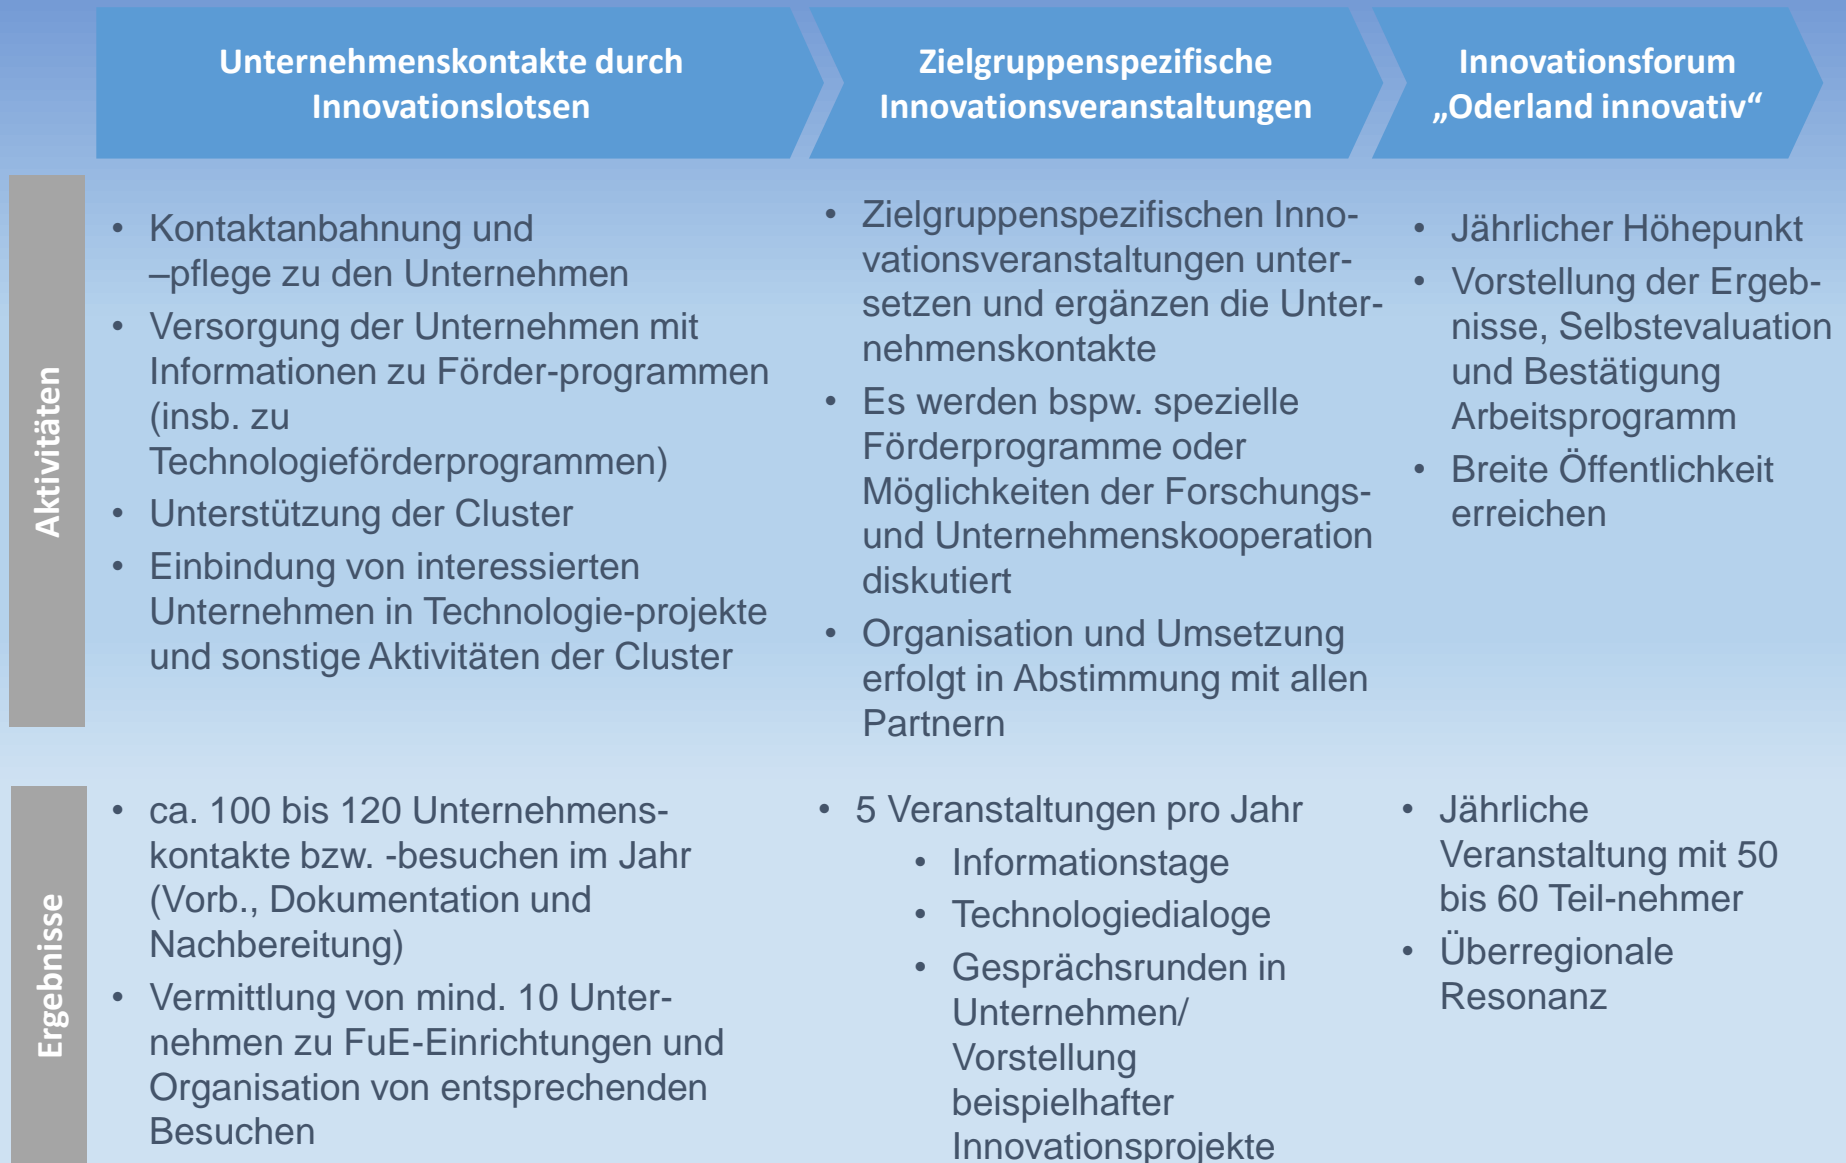 Unternehmenskontakte durch
Innovationslotsen
Zielgruppenspezifische
Innovationsveranstaltungen
Innovationsforum
„Oderland innovativ“
Aktivitäten
• Kontaktanbahnung und
–pflege zu den Unternehmen
• Versorgung der Unternehmen mit
Informationen zu Förder-programmen
(insb. zu
Technologieförderprogrammen)
• Unterstützung der Cluster
• Einbindung von interessierten
Unternehmen in Technologie-projekte
und sonstige Aktivitäten der Cluster
• Zielgruppenspezifischen Inno-
vationsveranstaltungen unter-
setzen und ergänzen die Unter-
nehmenskontakte
• Es werden bspw. spezielle
Förderprogramme oder
Möglichkeiten der Forschungs-
und Unternehmenskooperation
diskutiert
• Organisation und Umsetzung
erfolgt in Abstimmung mit allen
Partnern
• Jährlicher Höhepunkt
• Vorstellung der Ergeb-
nisse, Selbstevaluation
und Bestätigung
Arbeitsprogramm
• Breite Öffentlichkeit
erreichen
Ergebnisse
• ca. 100 bis 120 Unternehmens-
kontakte bzw. -besuchen im Jahr
(Vorb., Dokumentation und
Nachbereitung)
• Vermittlung von mind. 10 Unter-
nehmen zu FuE-Einrichtungen und
Organisation von entsprechenden
Besuchen
• 5 Veranstaltungen pro Jahr
• Informationstage
• Technologiedialoge
• Gesprächsrunden in
Unternehmen/
Vorstellung
beispielhafter
Innovationsprojekte
• Jährliche
Veranstaltung mit 50
bis 60 Teil-nehmer
• Überregionale
Resonanz